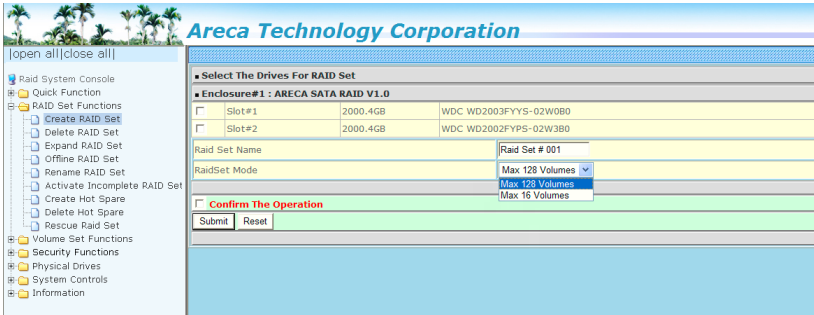 Areca Technology Corporation
|open all|close all|
Raid System Console
Quick Function
RAID Set Functions
Create RAID Set
Delete RAID Set
Expand RAID Set
Offline RAID Set
Rename RAID Set
Activate Incomplete RAID Set
Create Hot Spare
Delete Hot Spare
Rescue Raid Set
Volume Set Functions
Security Functions
Physical Drives
System Controls
Information
Select The Drives For RAID Set
Enclosure#1 : ARECA SATA RAID V1.0
Slot#1 2000.4GB WDC WD2003FYYS-02W0B0
Slot#2 2000.4GB WDC WD2002FYPS-02W3B0
Raid Set Name Raid Set # 001
RaidSet Mode Max 128 Volumes
Max 128 Volumes
Max 16 Volumes
Confirm The Operation
Submit Reset